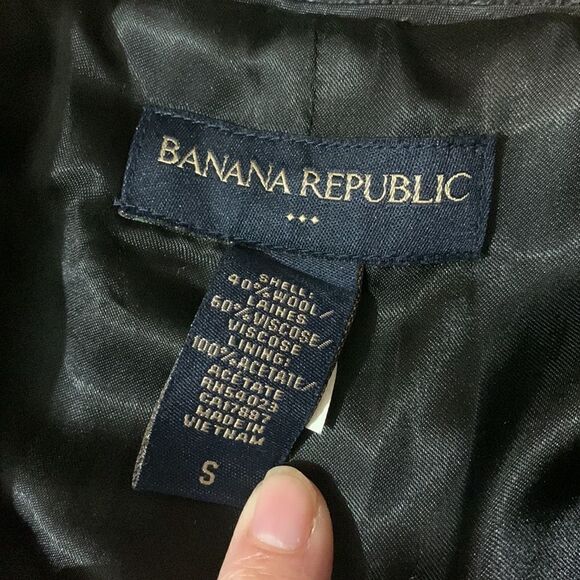 BANANA REPUBLIC
SHELL:
40% WOOL/
LAINES
60% VISCOSE/
VISCOSE
LINING:
100% ACETATE/
ACETATE
RN54023
CA17897
MADE IN
VIETNAM
S